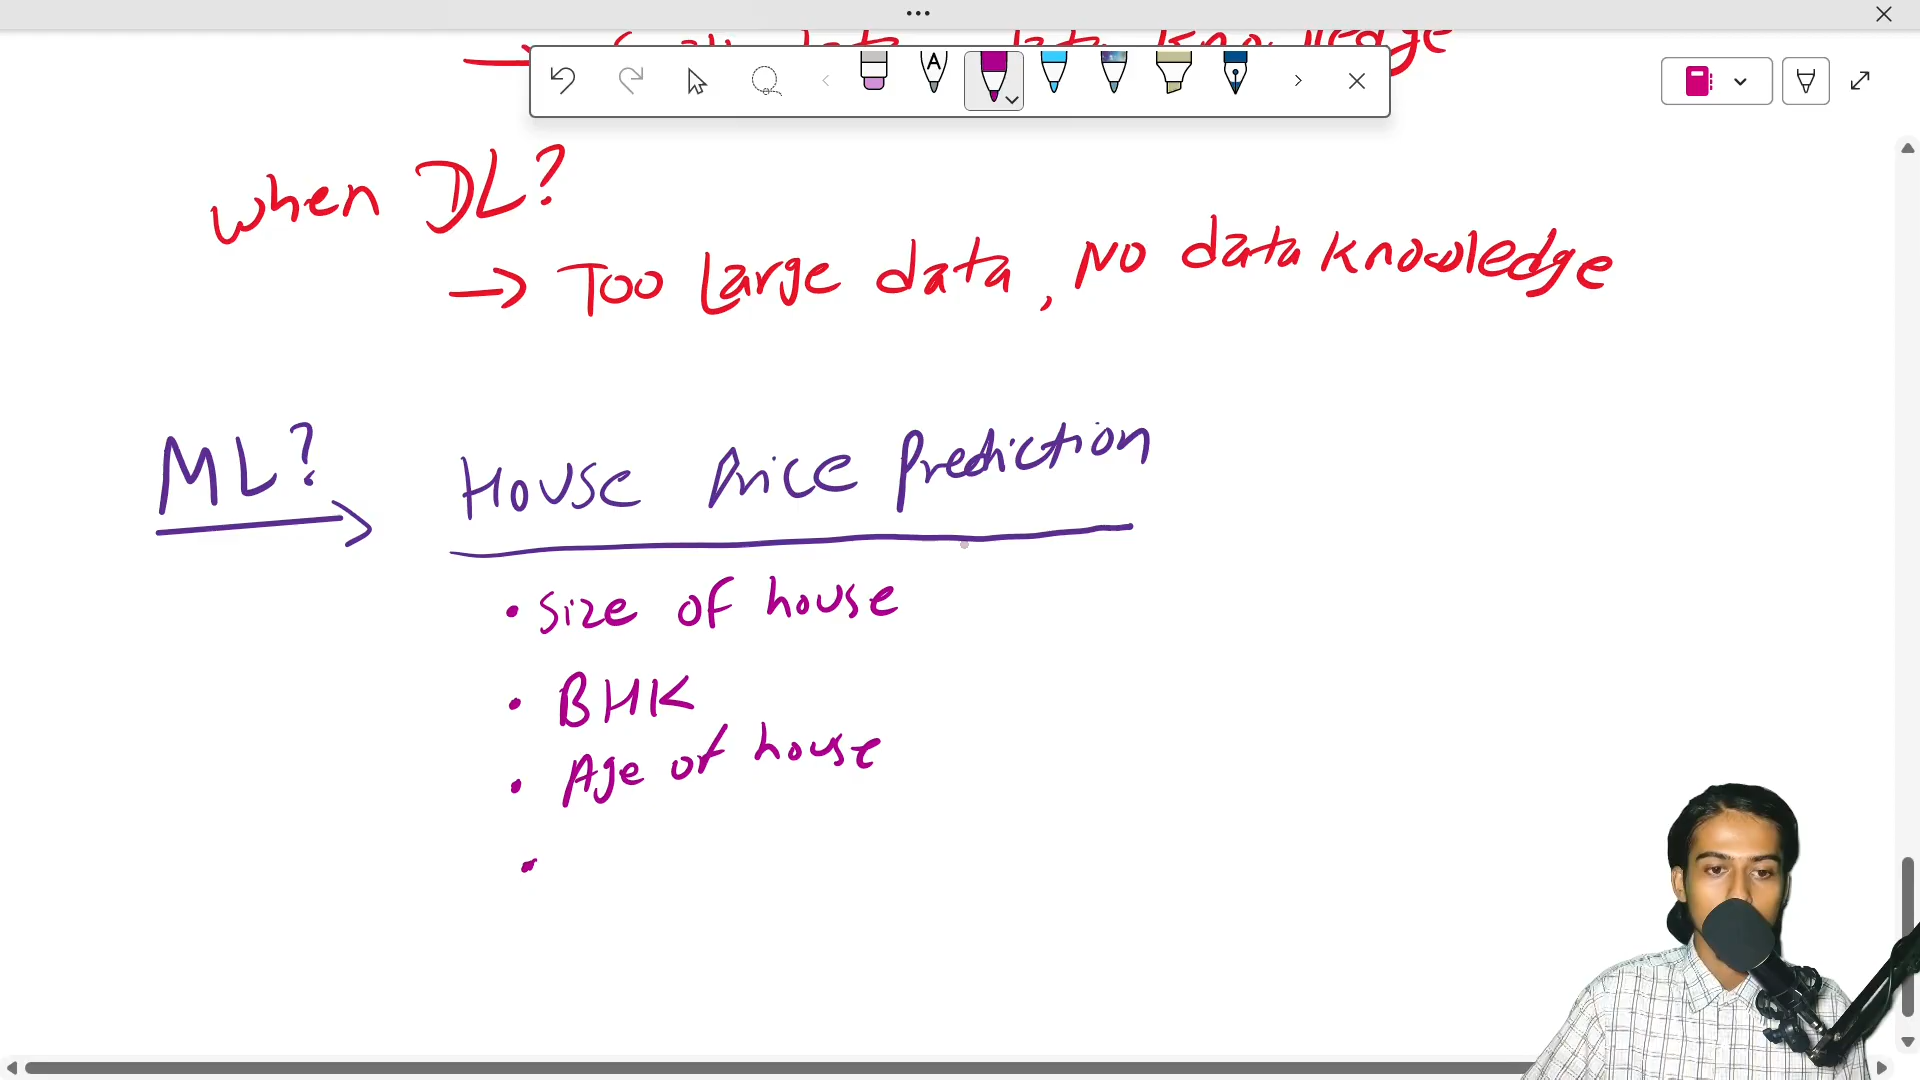 knowledge
when DL?
→ Too Large data, No data knowledge
ML? → House Price Prediction
• Size of house
• BHK
• Age of house
•